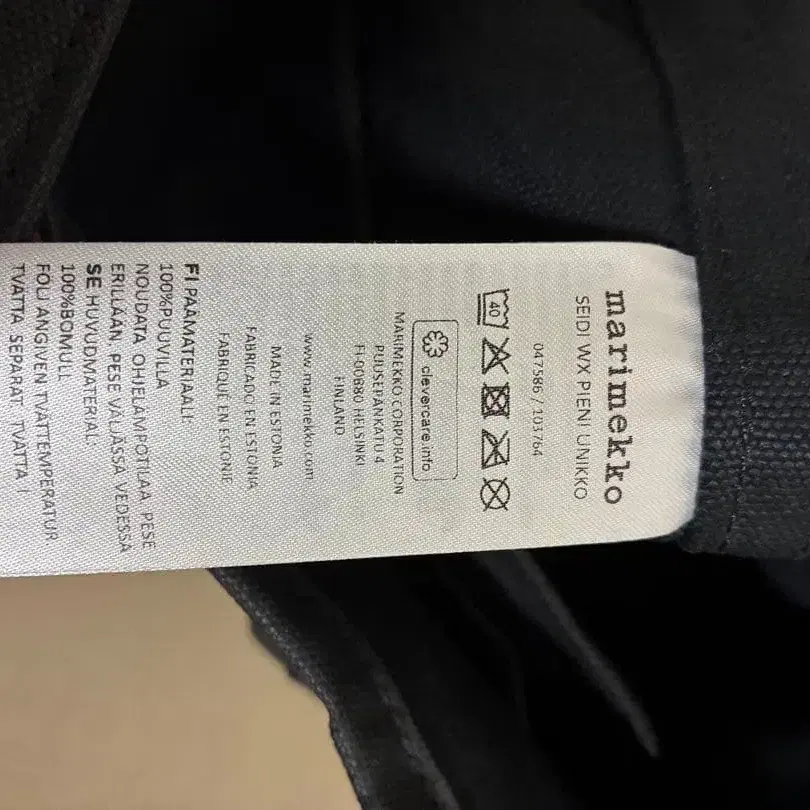 marimekko
SEIDI WX PIENI UNIKKO
047586 / 101764
40
clevercare.info
MARIMEKKO CORPORATION
PUUSEPÄNKATU 4
FI-00880 HELSINKI
FINLAND
www.marimekko.com
MADE IN ESTONIA
FABRICADO EN ESTONIA
FABRIQUE EN ESTONIE
FI PÄÄMATERIAALI:
100%PUUVILLA
NOUDATA OHJELÄMPÖTILAA. PESE
ERILLÄÄN. PESE VÄLJÄSSÄ VEDESSÄ
SE HUVUDMATERIAL:
100%BOMULL
FÖLJ ANGIVEN TVÄTTEMPERATUR
TVÄTTA SEPARAT. TVÄTTA I